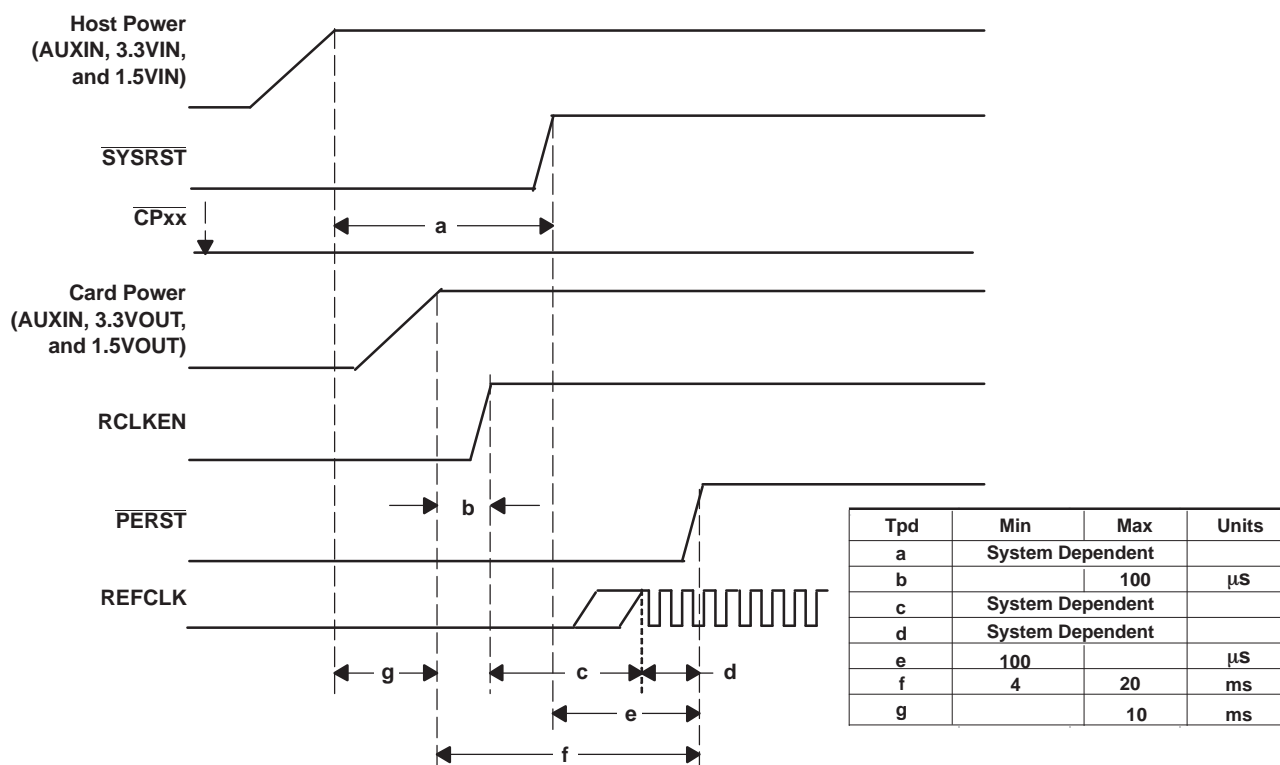 Host Power
(AUXIN, 3.3VIN,
and 1.5VIN)
SYSRST
CPxx
a
Card Power
(AUXIN, 3.3VOUT,
and 1.5VOUT)
RCLKEN
b
PERST
REFCLK
g
c
d
e
f
Tpd Min Max Units
a System Dependent
b 100 μs
c System Dependent
d System Dependent
e 100 μs
f 4 20 ms
g 10 ms